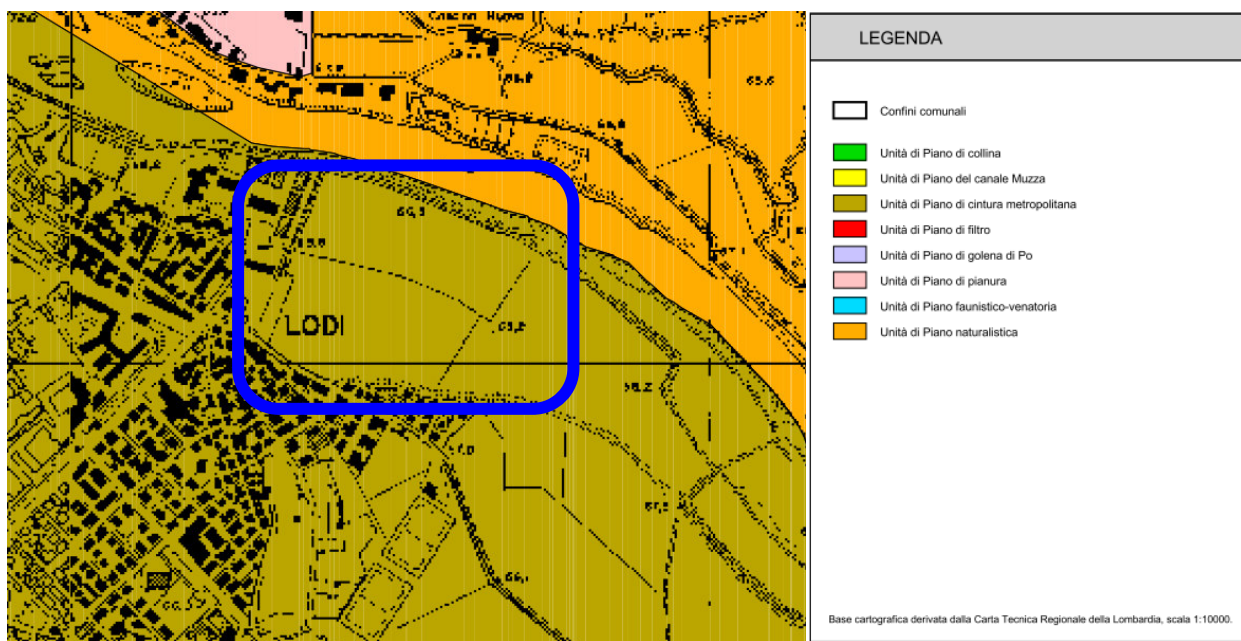 LEGENDA
Confini comunali
Unità di Piano di collina
Unità di Piano del canale Muzza
Unità di Piano di cintura metropolitana
Unità di Piano di filtro
Unità di Piano di golena di Po
Unità di Piano di pianura
Unità di Piano faunistico-venatoria
Unità di Piano naturalistica
LODI
Base cartografica derivata dalla Carta Tecnica Regionale della Lombardia, scala 1:10000.